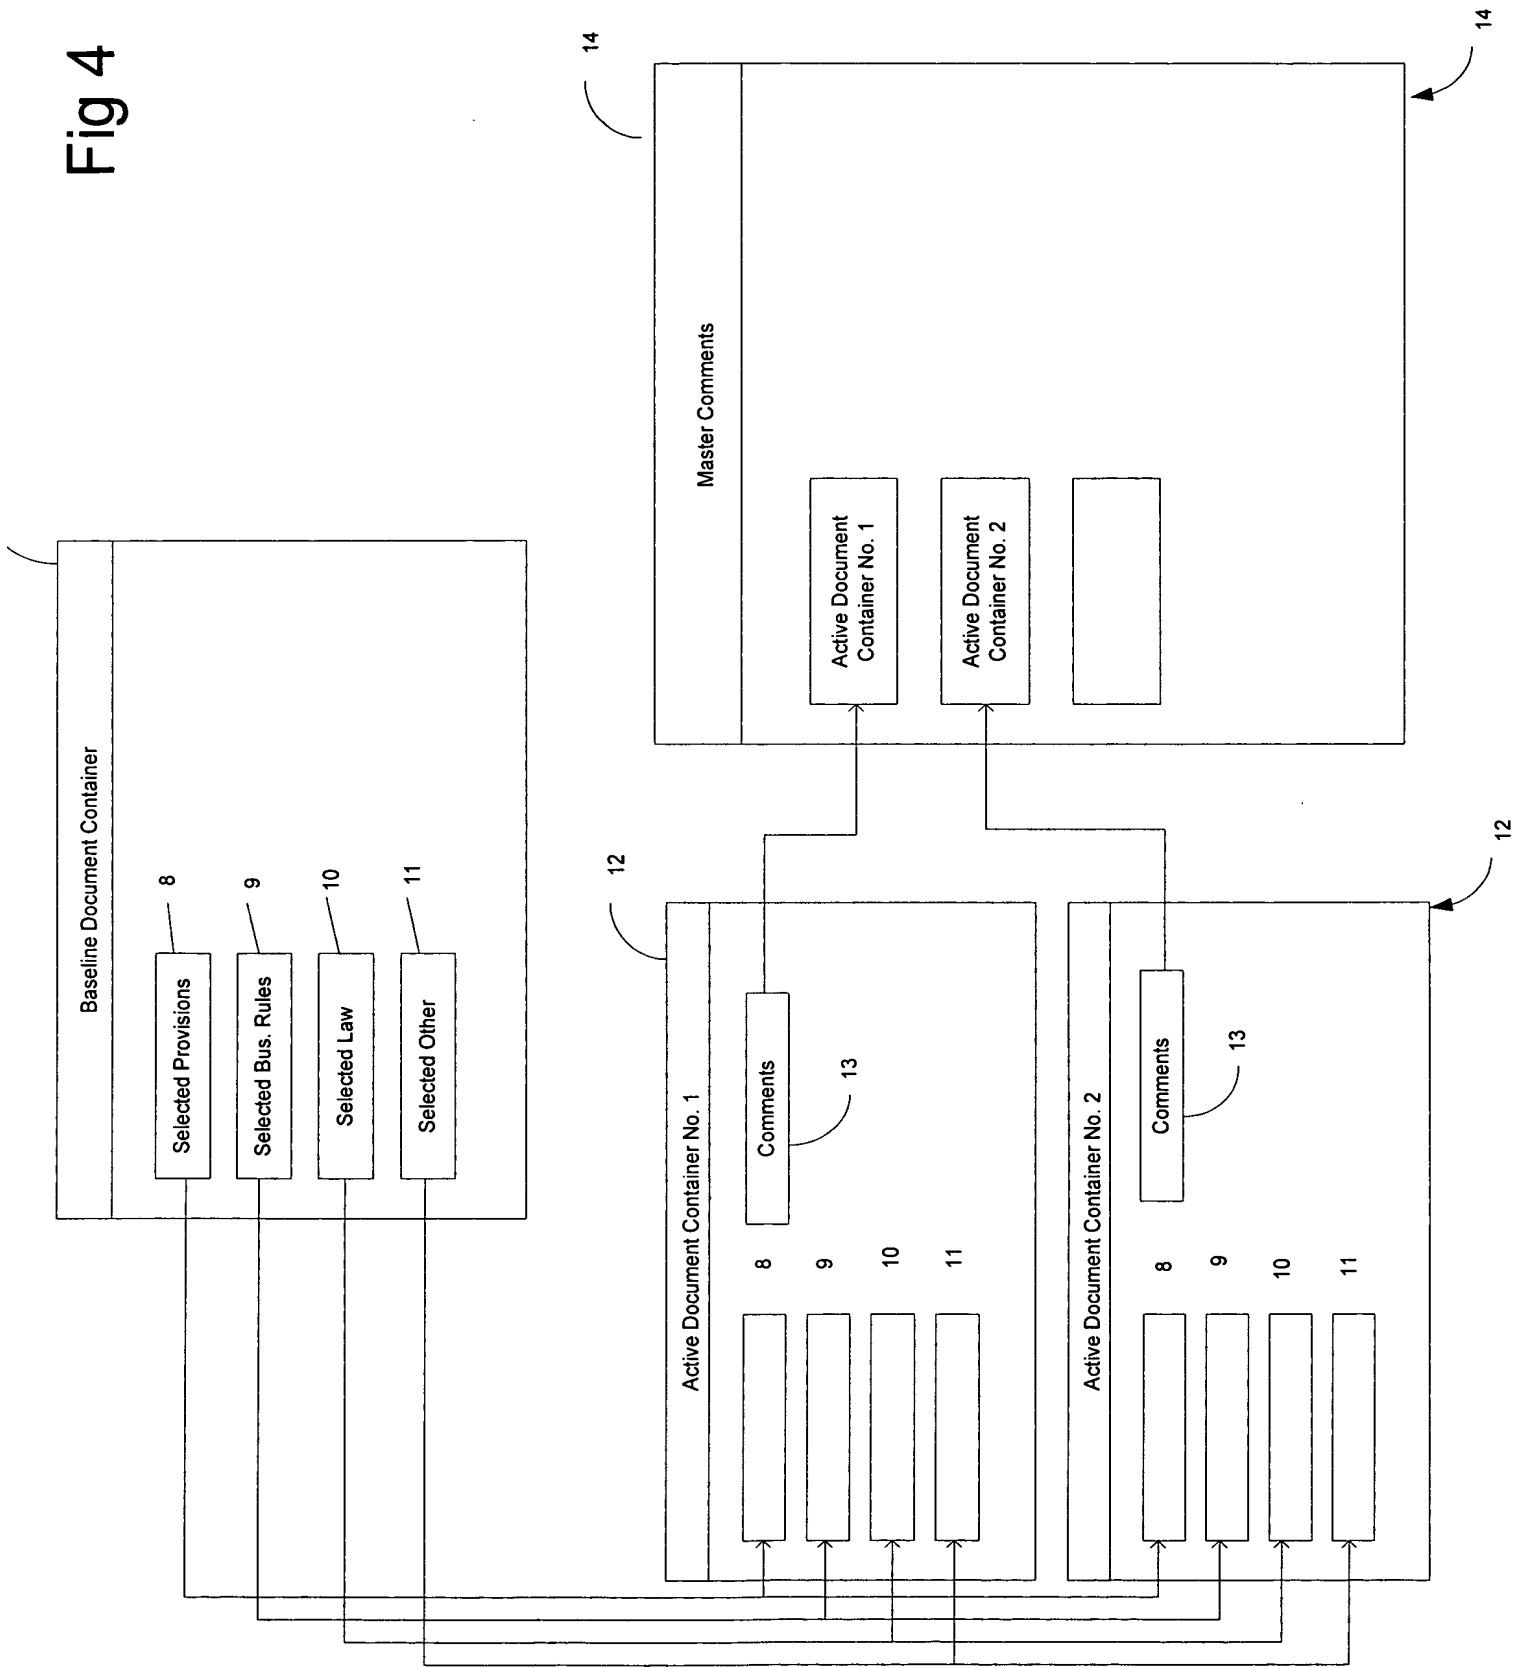 Fig 4
Baseline Document Container
Selected Provisions
8
Selected Bus. Rules
9
Selected Law
10
Selected Other
11
Active Document Container No. 1
12
8
9
10
11
Comments
13
Active Document Container No. 2
12
8
9
10
11
Comments
13
Master Comments
14
Active Document
Container No. 1
Active Document
Container No. 2
14